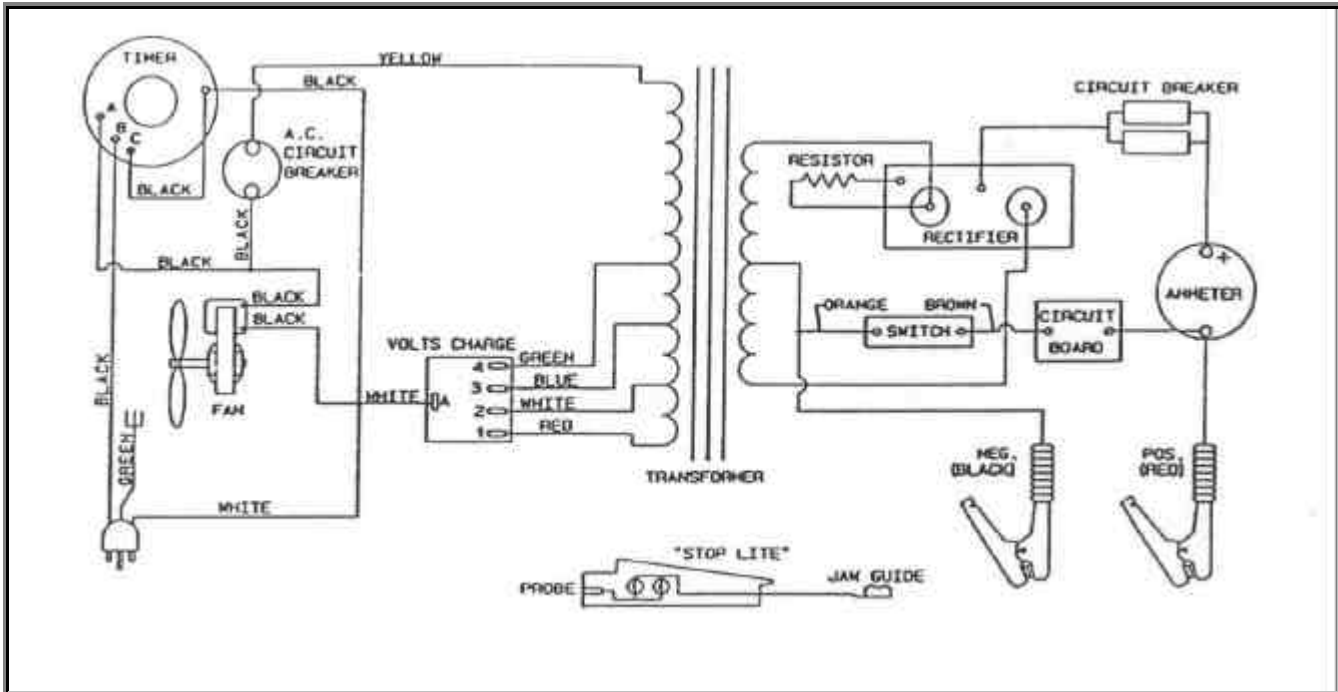 TIMER
A
B
C
BLACK
YELLOW
BLACK
A.C.
CIRCUIT
BREAKER
BLACK
BLACK
BLACK
BLACK
BLACK
FAN
GREEN
WHITE
VOLTS CHARGE
WHITE
A
4
3
2
1
GREEN
BLUE
WHITE
RED
TRANSFORMER
RESISTOR
RECTIFIER
CIRCUIT BREAKER
+
AMMETER
ORANGE
BROWN
SWITCH
CIRCUIT
BOARD
NEG.
(BLACK)
POS.
(RED)
"STOP LITE"
PROBE
JAW GUIDE